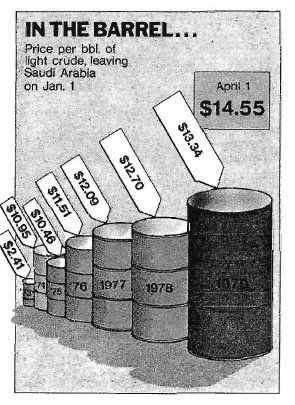 IN THE BARREL...
Price per bbl. of
light crude, leaving
Saudi Arabia
on Jan. 1
April 1
$14.55
$2.41
$10.95
$10.46
$11.51
$12.09
$12.70
$13.34
74
'75
'76
1977
1978
1979